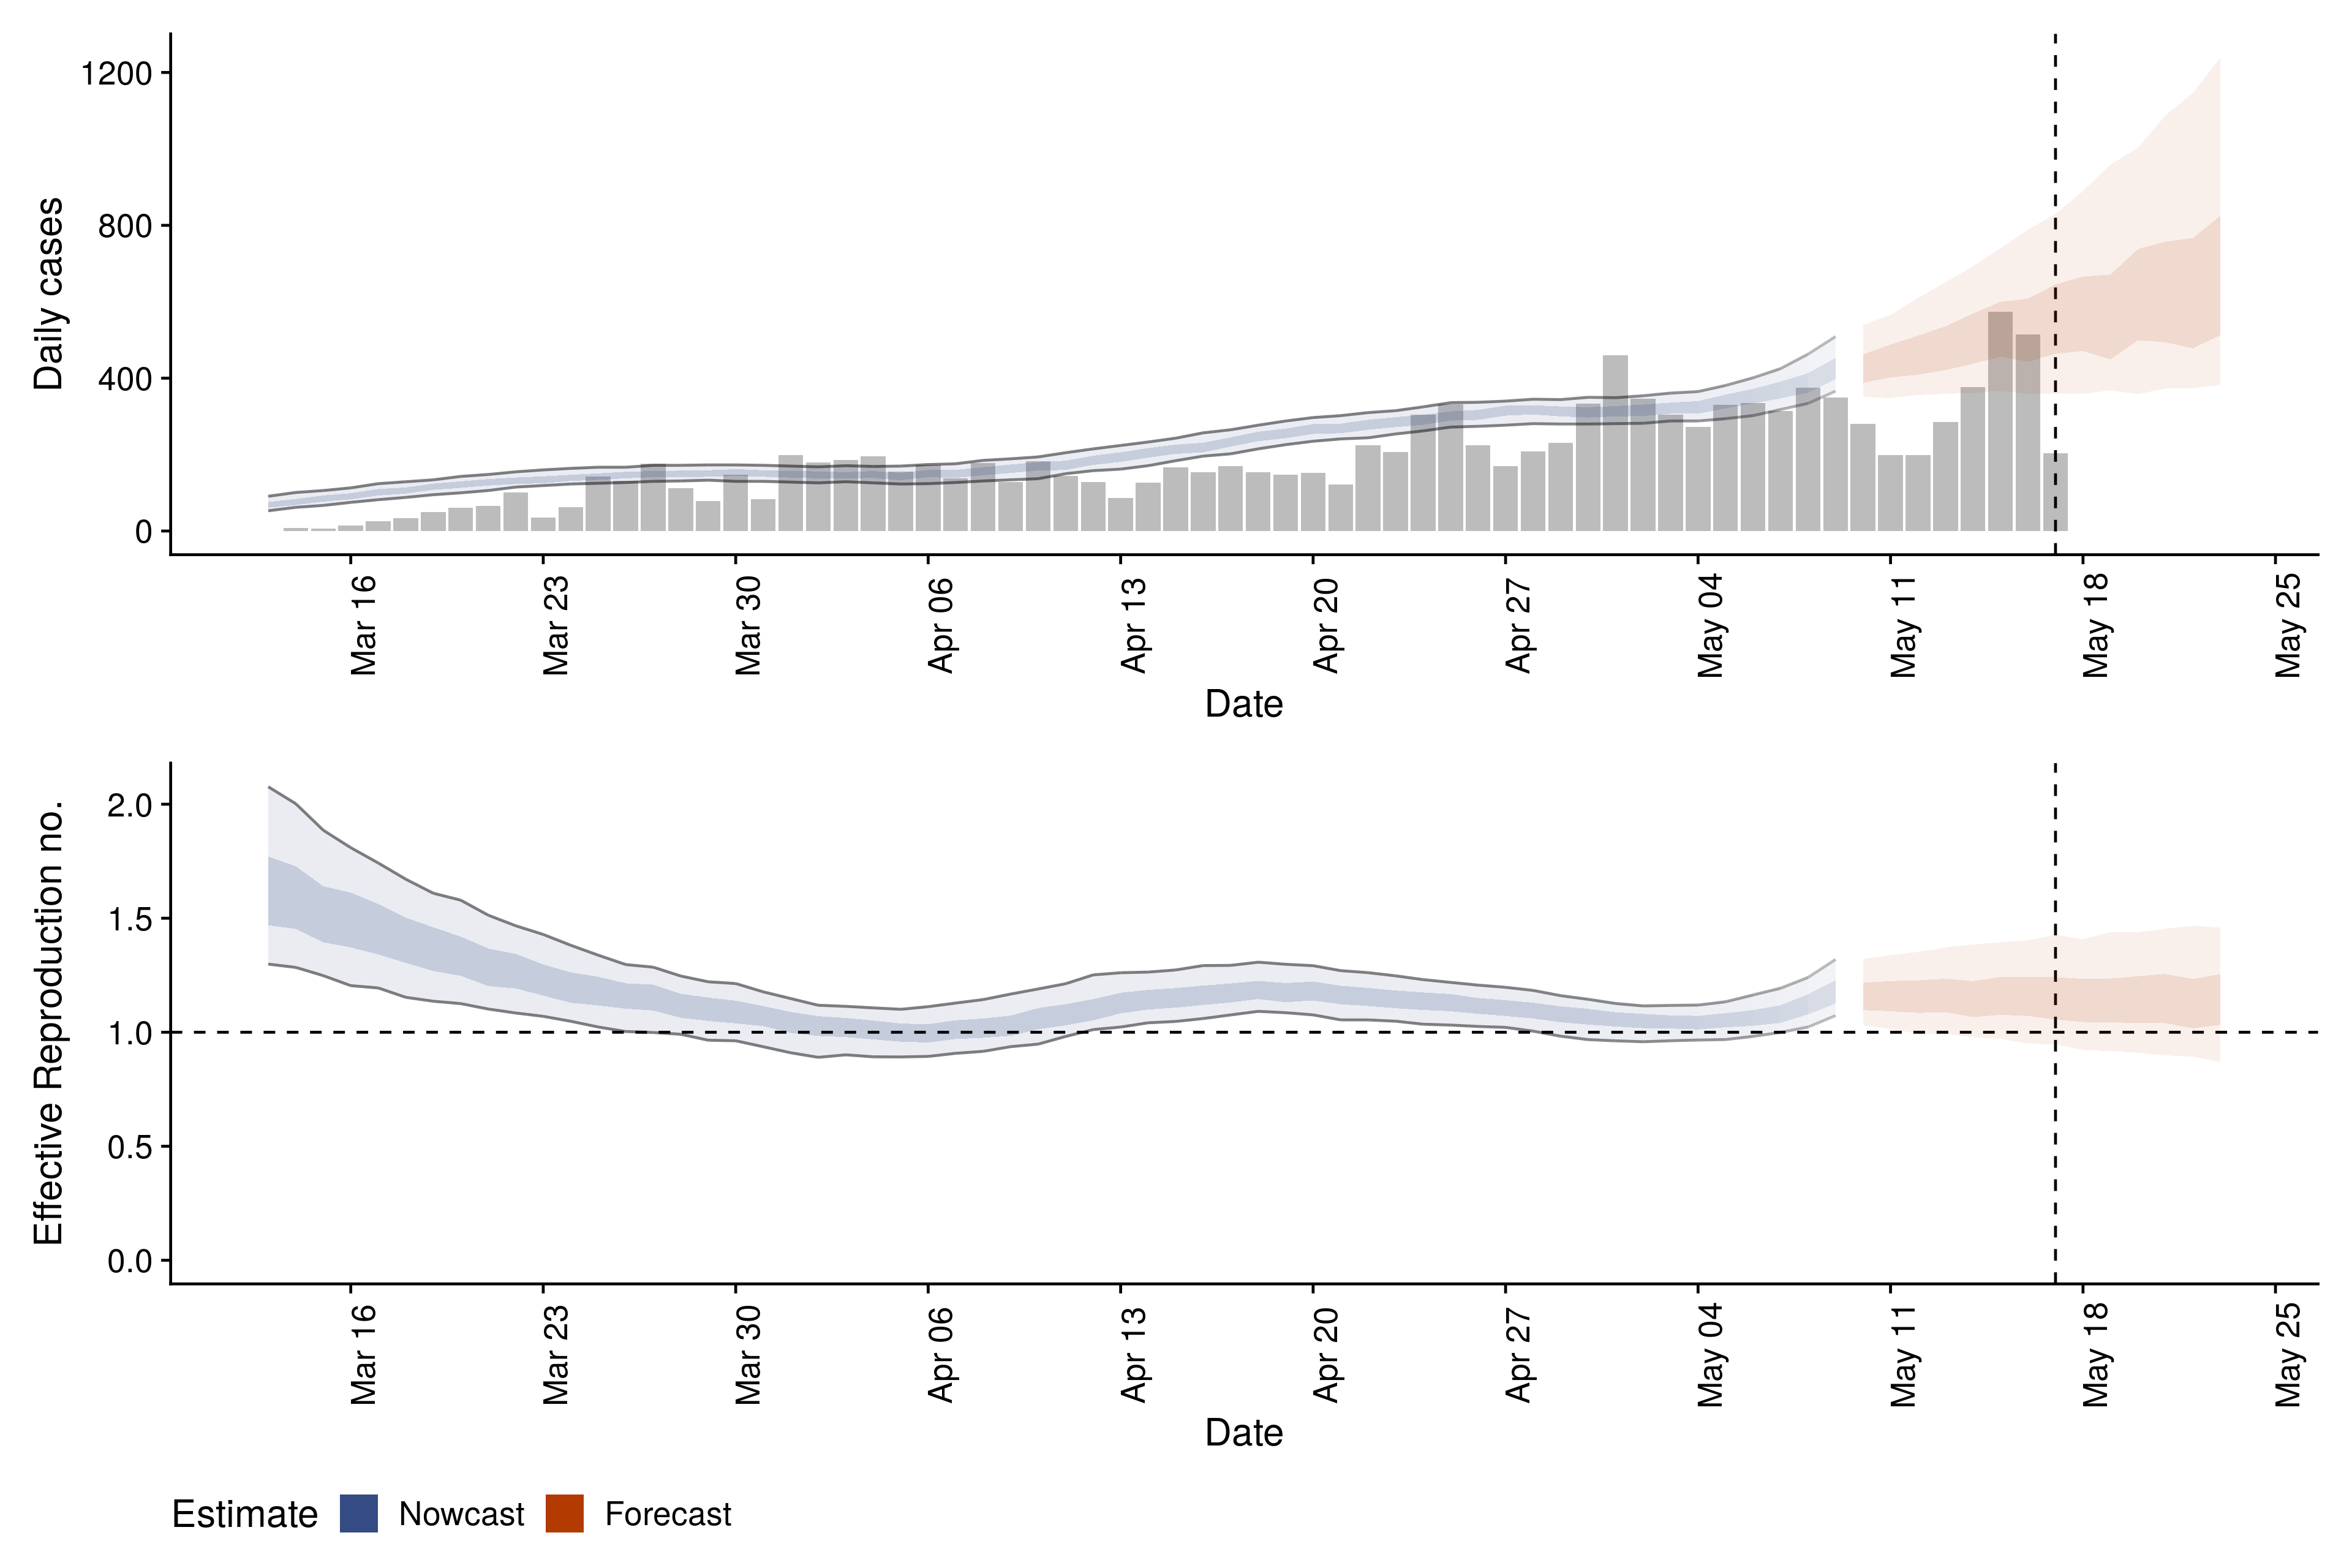 1200
800
400
0
Daily cases
Mar 16 Mar 23 Mar 30 Apr 06 Apr 13 Apr 20 Apr 27 May 04 May 11 May 18 May 25
Date
2.0
1.5
1.0
0.5
0.0
Effective Reproduction no.
Mar 16 Mar 23 Mar 30 Apr 06 Apr 13 Apr 20 Apr 27 May 04 May 11 May 18 May 25
Date
Estimate Nowcast Forecast